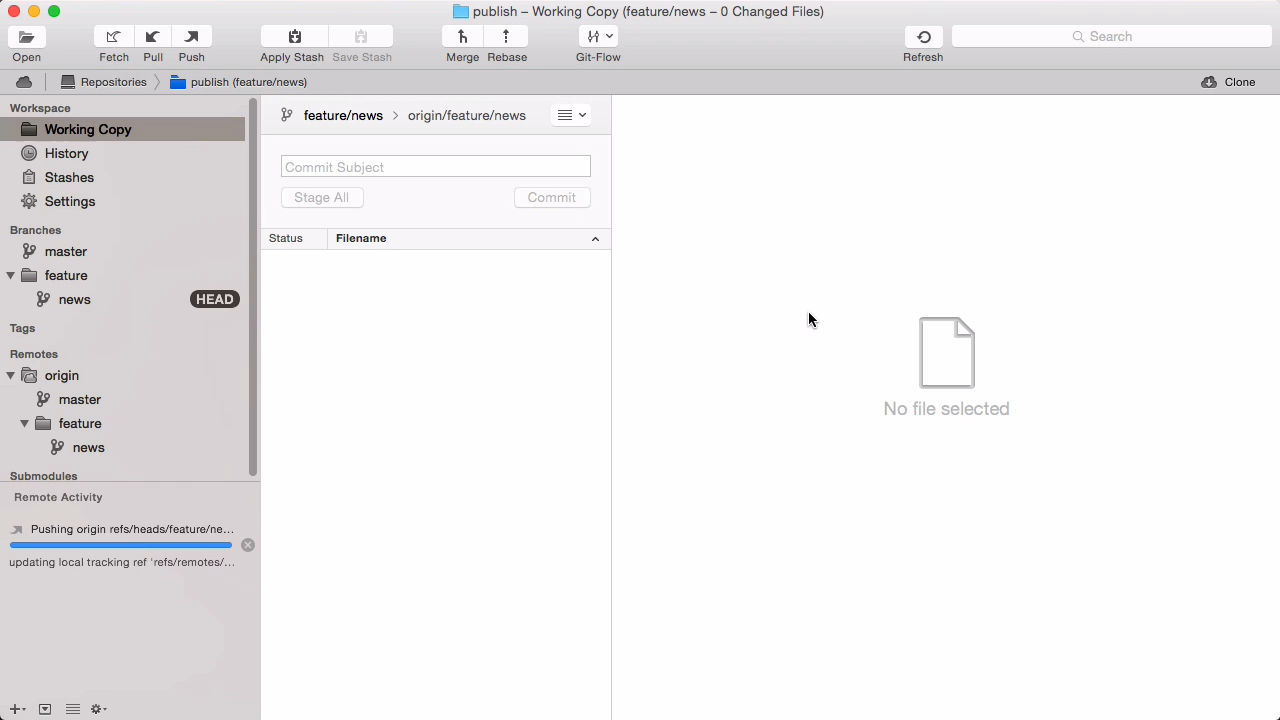 publish – Working Copy (feature/news – 0 Changed Files)
Open Fetch Pull Push Apply Stash Save Stash Merge Rebase Git-Flow Refresh Search
Repositories publish (feature/news) Clone
Workspace
Working Copy
History
Stashes
Settings
Branches
master
feature
news HEAD
Tags
Remotes
origin
master
feature
news
Submodules
Remote Activity
Pushing origin refs/heads/feature/ne...
updating local tracking ref 'refs/remotes/...
feature/news > origin/feature/news
Commit Subject
Stage All Commit
Status Filename
No file selected